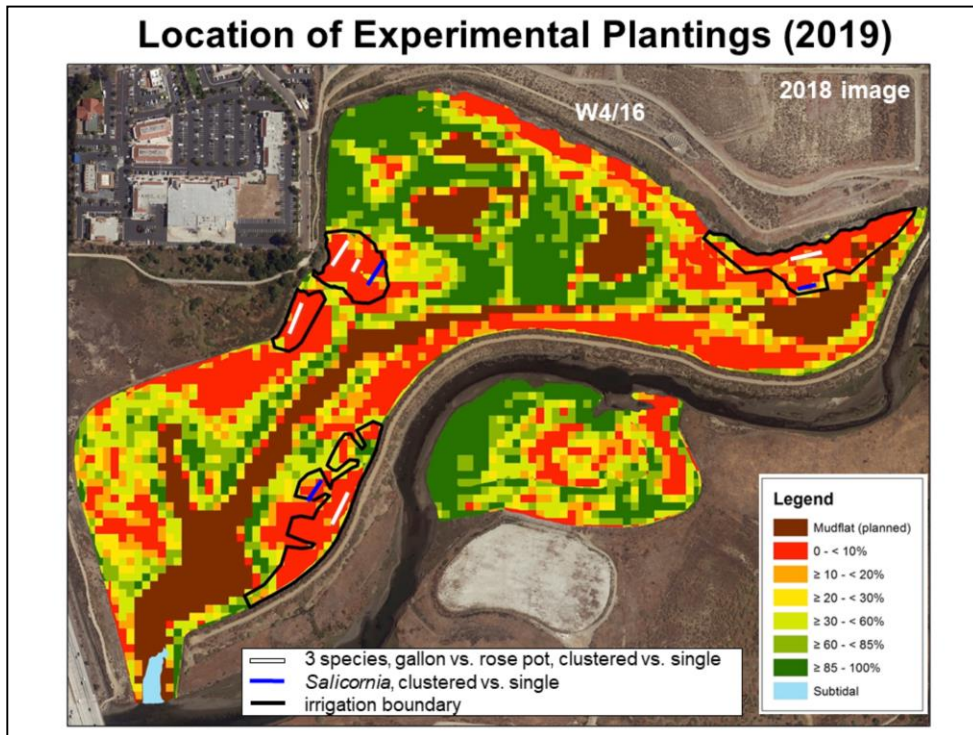 Location of Experimental Plantings (2019)
2018 image
W4/16
Legend
Mudflat (planned)
0 - < 10%
≥ 10 - < 20%
≥ 20 - < 30%
≥ 30 - < 60%
≥ 60 - < 85%
≥ 85 - 100%
Subtidal
3 species, gallon vs. rose pot, clustered vs. single
Salicornia, clustered vs. single
irrigation boundary